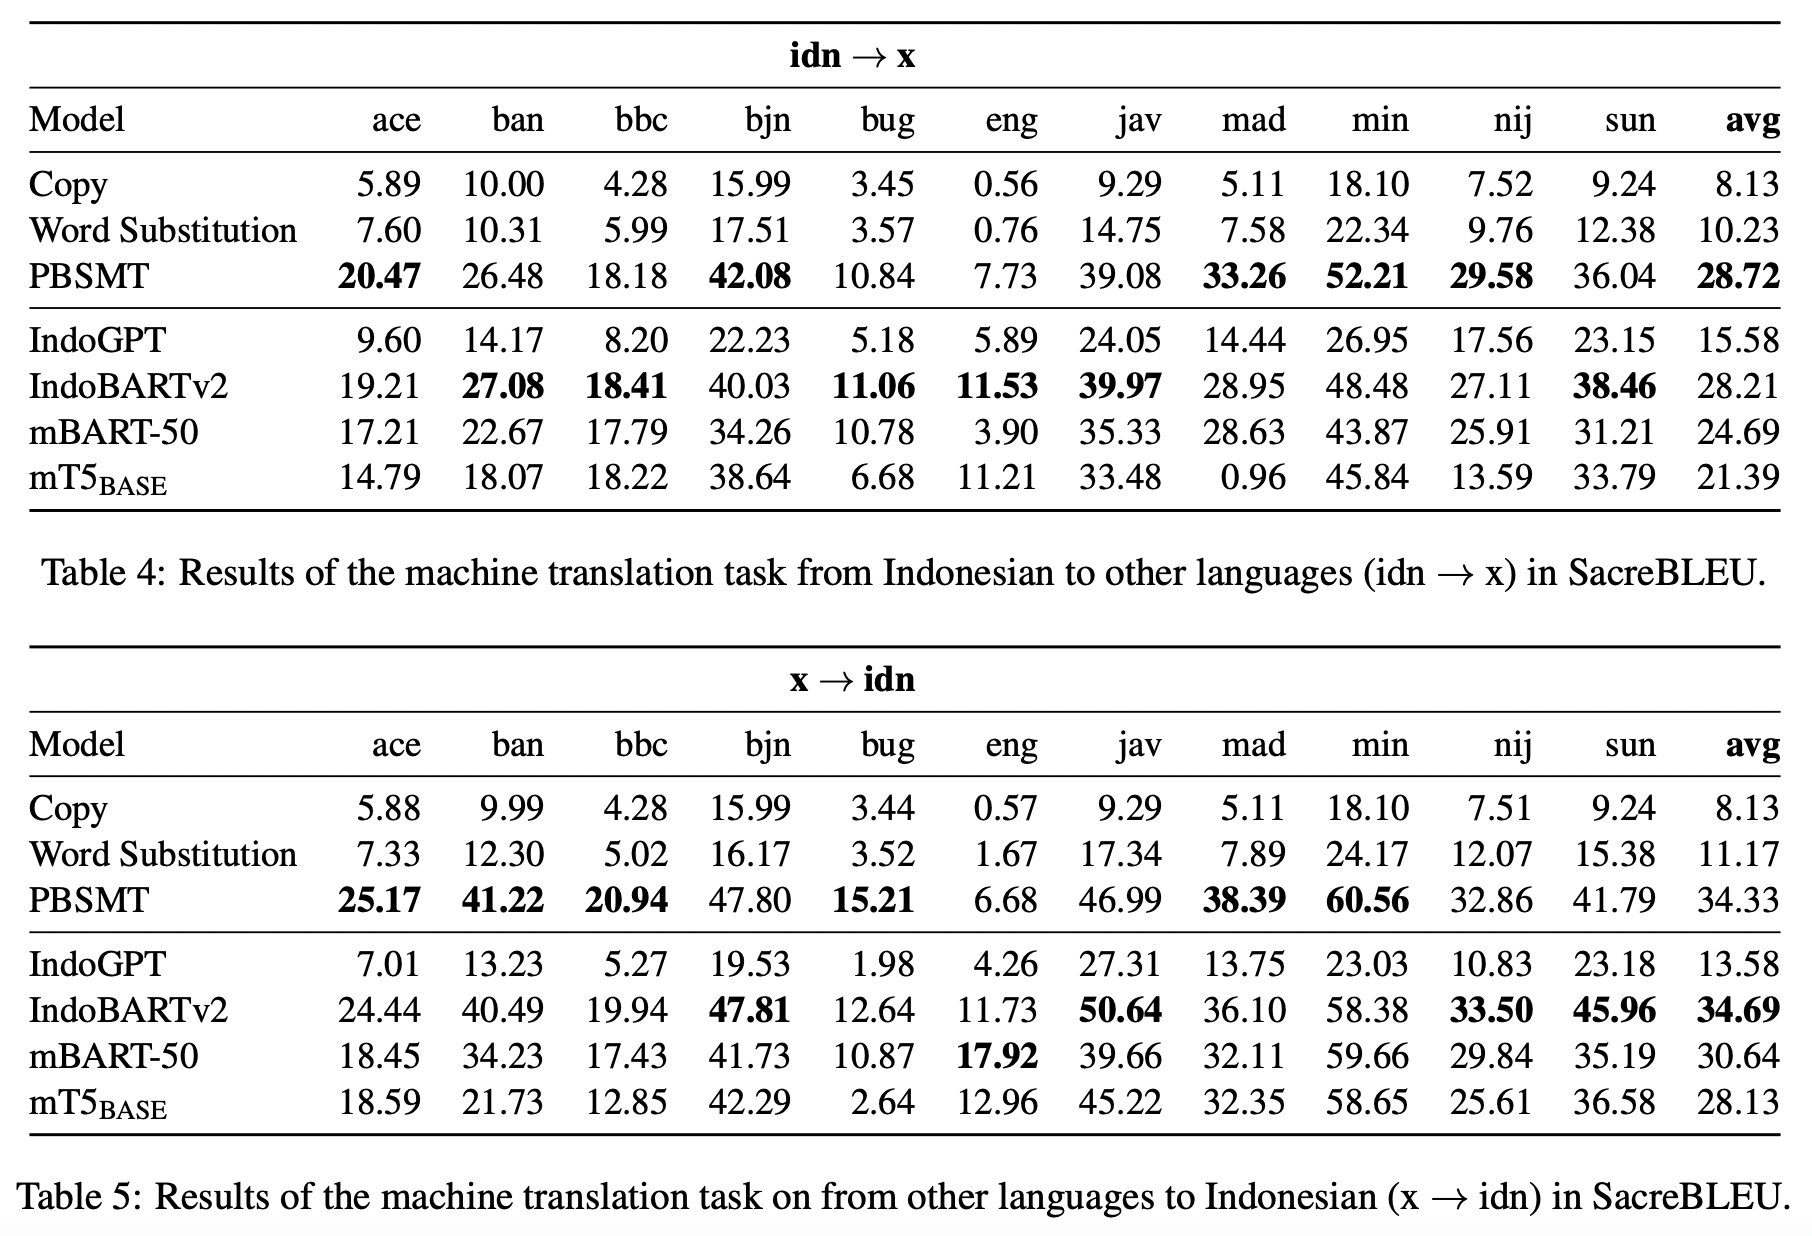 idn → x
Model ace ban bbc bjn bug eng jav mad min nij sun avg
Copy 5.89 10.00 4.28 15.99 3.45 0.56 9.29 5.11 18.10 7.52 9.24 8.13
Word Substitution 7.60 10.31 5.99 17.51 3.57 0.76 14.75 7.58 22.34 9.76 12.38 10.23
PBSMT 20.47 26.48 18.18 42.08 10.84 7.73 39.08 33.26 52.21 29.58 36.04 28.72
IndoGPT 9.60 14.17 8.20 22.23 5.18 5.89 24.05 14.44 26.95 17.56 23.15 15.58
IndoBARTv2 19.21 27.08 18.41 40.03 11.06 11.53 39.97 28.95 48.48 27.11 38.46 28.21
mBART-50 17.21 22.67 17.79 34.26 10.78 3.90 35.33 28.63 43.87 25.91 31.21 24.69
mT5BASE 14.79 18.07 18.22 38.64 6.68 11.21 33.48 0.96 45.84 13.59 33.79 21.39
Table 4: Results of the machine translation task from Indonesian to other languages (idn → x) in SacreBLEU.
x → idn
Model ace ban bbc bjn bug eng jav mad min nij sun avg
Copy 5.88 9.99 4.28 15.99 3.44 0.57 9.29 5.11 18.10 7.51 9.24 8.13
Word Substitution 7.33 12.30 5.02 16.17 3.52 1.67 17.34 7.89 24.17 12.07 15.38 11.17
PBSMT 25.17 41.22 20.94 47.80 15.21 6.68 46.99 38.39 60.56 32.86 41.79 34.33
IndoGPT 7.01 13.23 5.27 19.53 1.98 4.26 27.31 13.75 23.03 10.83 23.18 13.58
IndoBARTv2 24.44 40.49 19.94 47.81 12.64 11.73 50.64 36.10 58.38 33.50 45.96 34.69
mBART-50 18.45 34.23 17.43 41.73 10.87 17.92 39.66 32.11 59.66 29.84 35.19 30.64
mT5BASE 18.59 21.73 12.85 42.29 2.64 12.96 45.22 32.35 58.65 25.61 36.58 28.13
Table 5: Results of the machine translation task on from other languages to Indonesian (x → idn) in SacreBLEU.